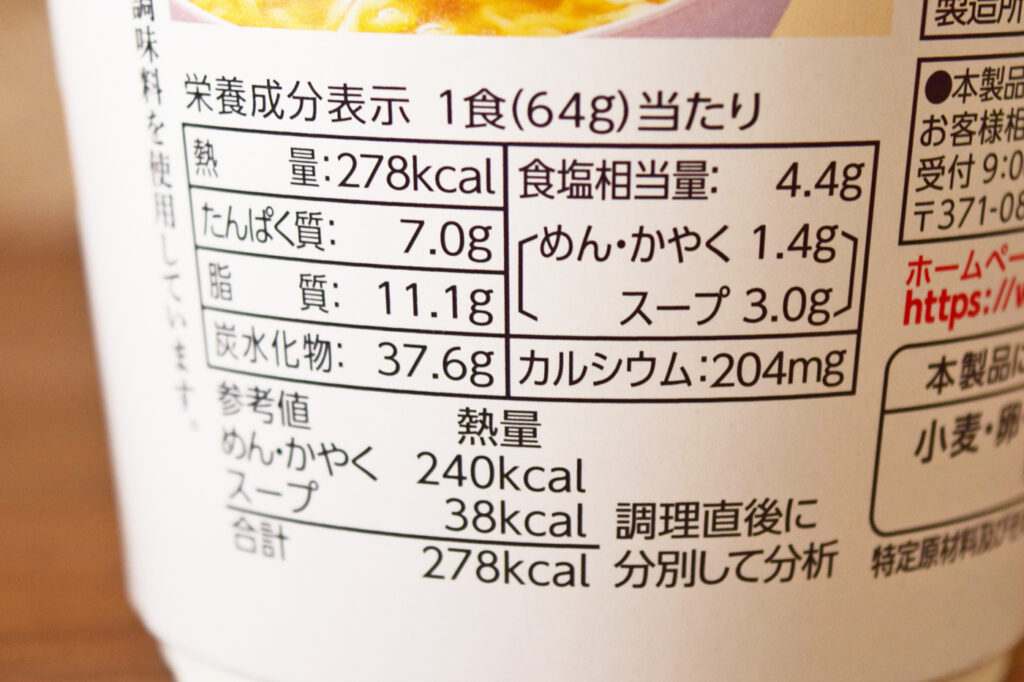 調味料を使用しています。
栄養成分表示 1食(64g)当たり
熱 量:278kcal
たんぱく質: 7.0g
脂 質: 11.1g
炭水化物: 37.6g
食塩相当量: 4.4g
めん・かやく 1.4g
スープ 3.0g
カルシウム:204mg
参考値 熱量
めん・かやく 240kcal
スープ 38kcal
合計 278kcal
調理直後に
分別して分析
製造所
●本製品
お客様相
受付 9:0
〒371-08
ホームペー
https://w
本製品に
小麦・卵
特定原材料及び